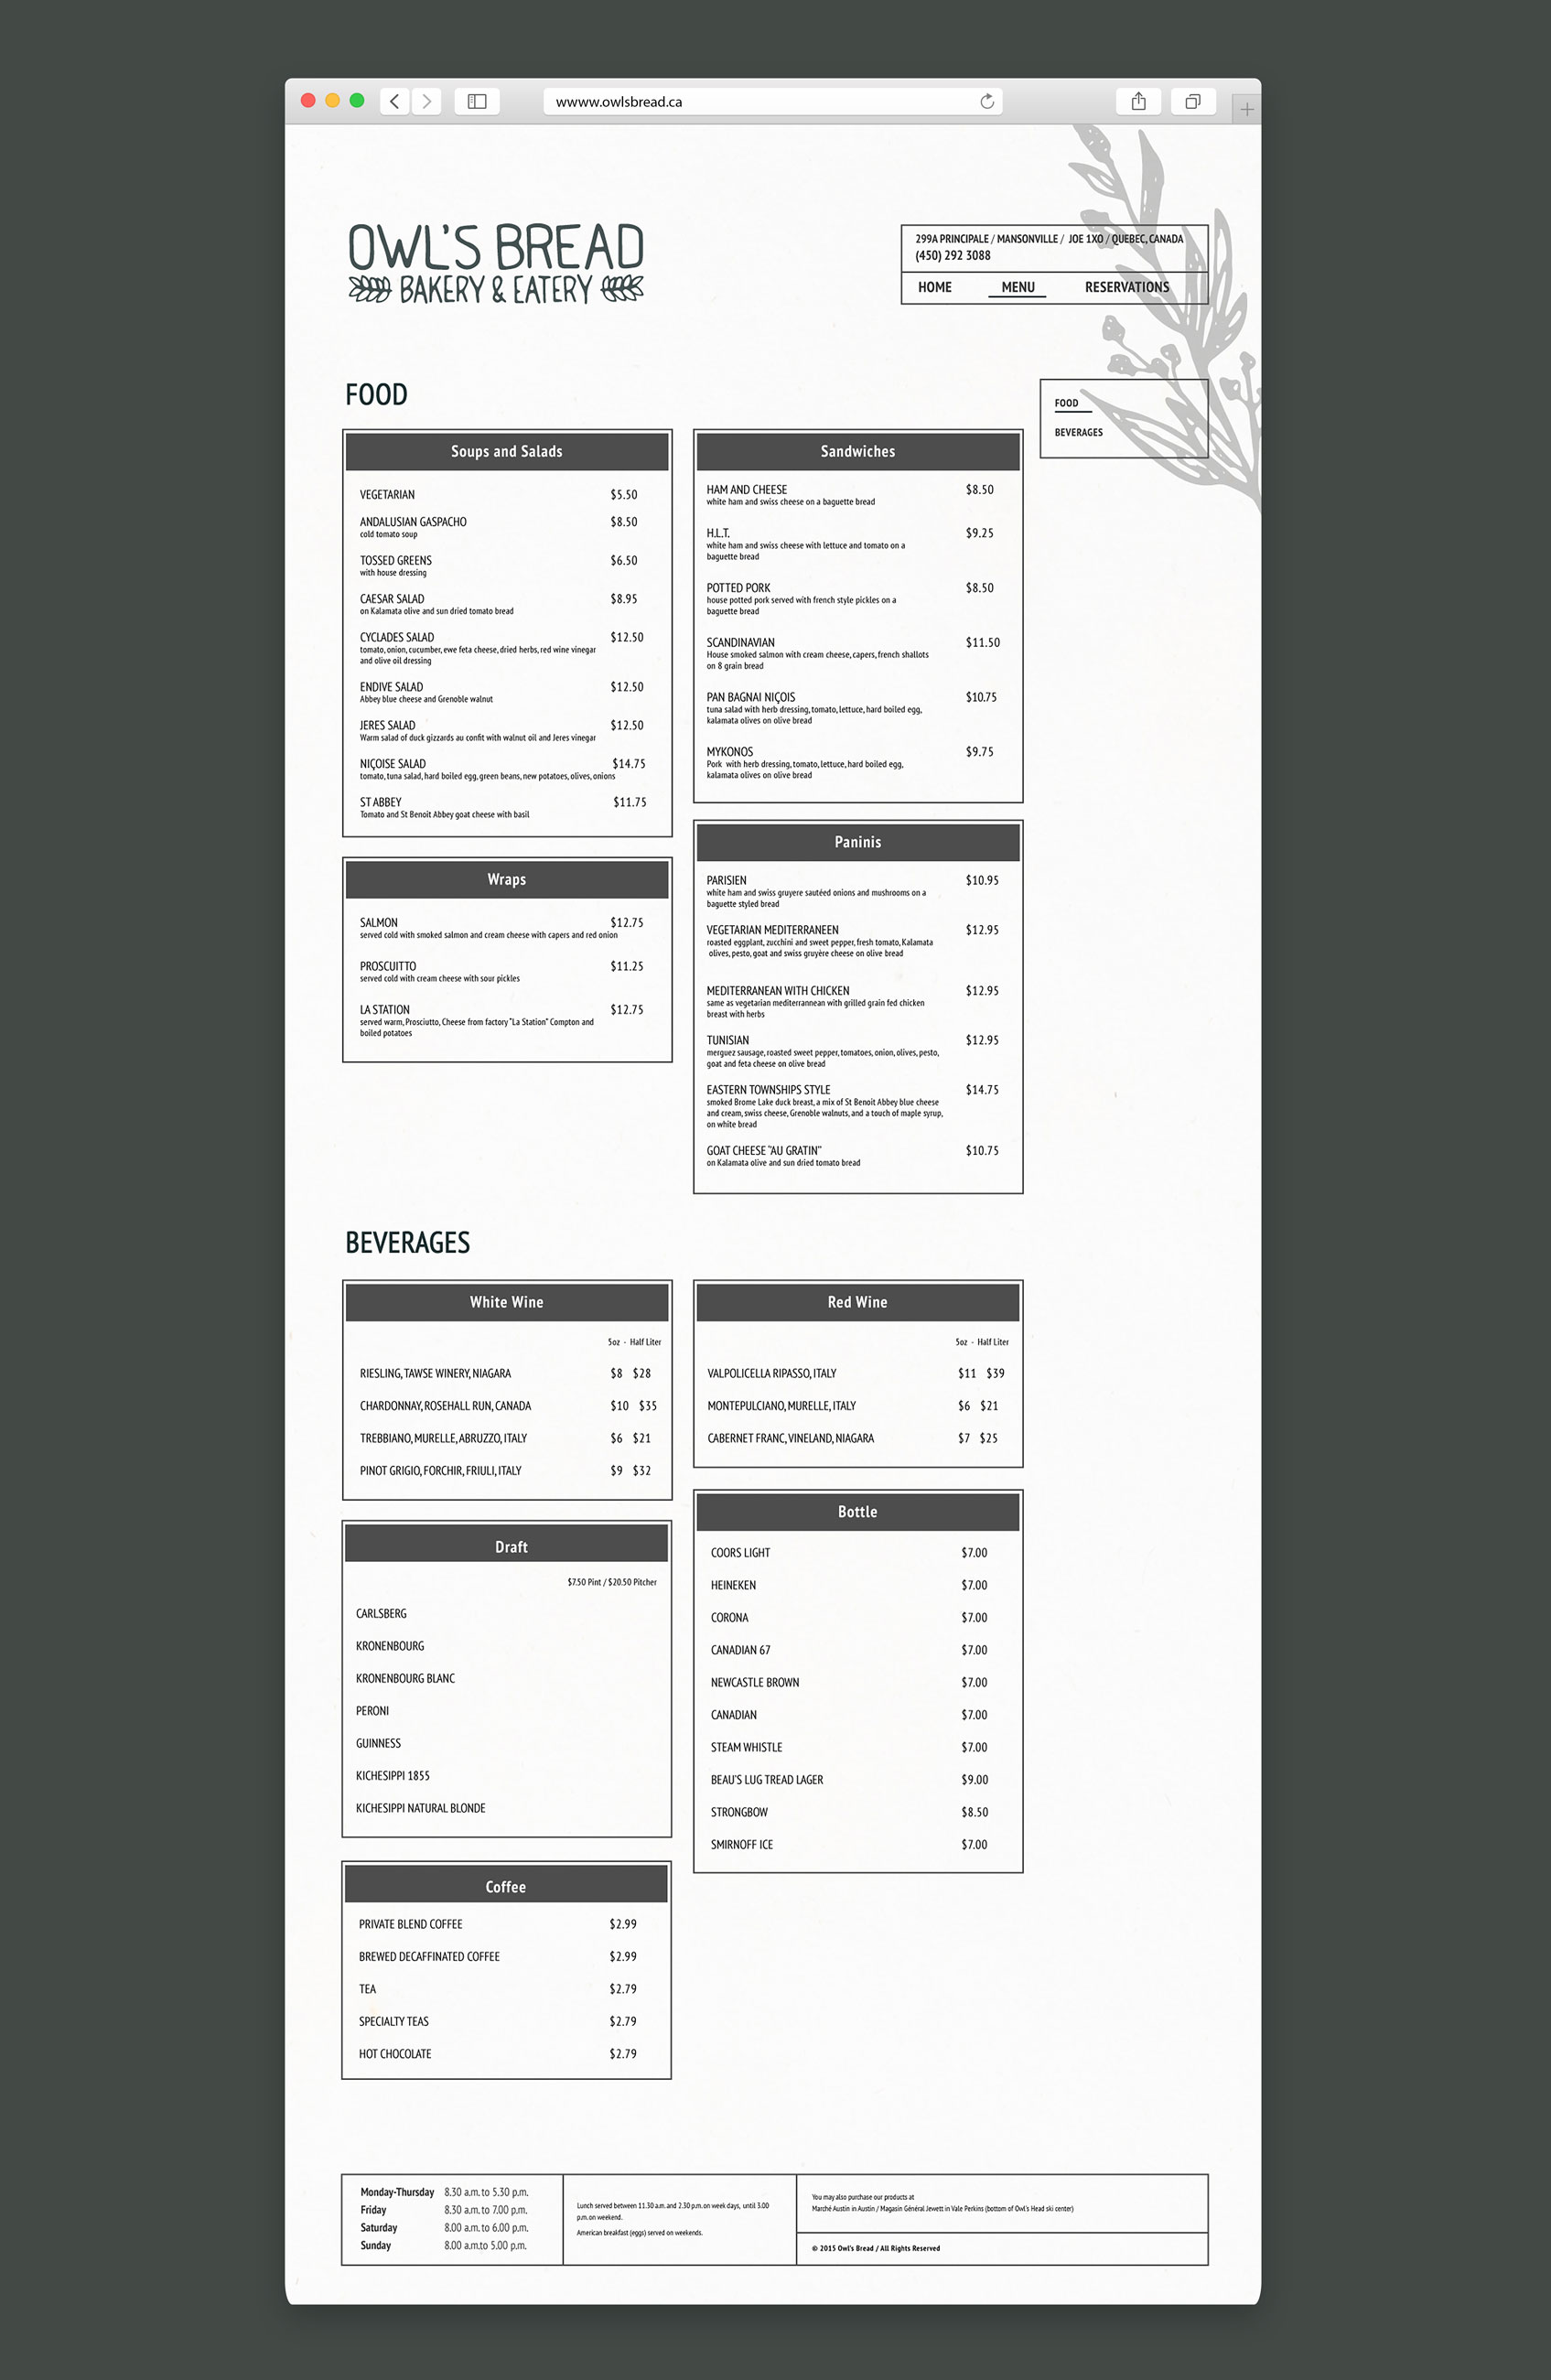 wwww.owlsbread.ca
OWL'S BREAD
BAKERY & EATERY
299A PRINCIPALE / MANSONVILLE / JOE 1XO / QUEBEC, CANADA
(450) 292 3088
HOME MENU RESERVATIONS
FOOD
BEVERAGES
FOOD
Soups and Salads
VEGETARIAN $5.50
ANDALUSIAN GASPACHO $8.50
cold tomato soup
TOSSED GREENS $6.50
with house dressing
CAESAR SALAD $8.95
on Kalamata olive and sun dried tomato bread
CYCLADES SALAD $12.50
tomato, onion, cucumber, ewe feta cheese, dried herbs, red wine vinegar
and olive oil dressing
ENDIVE SALAD $12.50
Abbey blue cheese and Grenoble walnut
JERES SALAD $12.50
Warm salad of duck gizzards au confit with walnut oil and Jeres vinegar
NIÇOISE SALAD $14.75
tomato, tuna salad, hard boiled egg, green beans, new potatoes, olives, onions
ST ABBEY $11.75
Tomato and St Benoit Abbey goat cheese with basil
Wraps
SALMON $12.75
served cold with smoked salmon and cream cheese with capers and red onion
PROSCUITTO $11.25
served cold with cream cheese with sour pickles
LA STATION $12.75
served warm, Prosciutto, Cheese from factory "La Station" Compton and
boiled potatoes
Sandwiches
HAM AND CHEESE $8.50
white ham and swiss cheese on a baguette bread
H.L.T. $9.25
white ham and swiss cheese with lettuce and tomato on a
baguette bread
POTTED PORK $8.50
house potted pork served with french style pickles on a
baguette bread
SCANDINAVIAN $11.50
House smoked salmon with cream cheese, capers, french shallots
on 8 grain bread
PAN BAGNAI NIÇOIS $10.75
tuna salad with herb dressing, tomato, lettuce, hard boiled egg,
kalamata olives on olive bread
MYKONOS $9.75
Pork with herb dressing, tomato, lettuce, hard boiled egg,
kalamata olives on olive bread
Paninis
PARISIEN $10.95
white ham and swiss gruyere sautéed onions and mushrooms on a
baguette styled bread
VEGETARIAN MEDITERRANEEN $12.95
roasted eggplant, zucchini and sweet pepper, fresh tomato, Kalamata
olives, pesto, goat and swiss gruyère cheese on olive bread
MEDITERRANEAN WITH CHICKEN $12.95
same as vegetarian mediterrannean with grilled grain fed chicken
breast with herbs
TUNISIAN $12.95
merguez sausage, roasted sweet pepper, tomatoes, onion, olives, pesto,
goat and feta cheese on olive bread
EASTERN TOWNSHIPS STYLE $14.75
smoked Brome Lake duck breast, a mix of St Benoit Abbey blue cheese
and cream, swiss cheese, Grenoble walnuts, and a touch of maple syrup,
on white bread
GOAT CHEESE "AU GRATIN" $10.75
on Kalamata olive and sun dried tomato bread
BEVERAGES
White Wine
5oz - Half Liter
RIESLING, TAWSE WINERY, NIAGARA $8 $28
CHARDONNAY, ROSEHALL RUN, CANADA $10 $35
TREBBIANO, MURELLE, ABRUZZO, ITALY $6 $21
PINOT GRIGIO, FORCHIR, FRIULI, ITALY $9 $32
Draft
$7.50 Pint / $20.50 Pitcher
CARLSBERG
KRONENBOURG
KRONENBOURG BLANC
PERONI
GUINNESS
KICHESIPPI 1855
KICHESIPPI NATURAL BLONDE
Coffee
PRIVATE BLEND COFFEE $2.99
BREWED DECAFFINATED COFFEE $2.99
TEA $2.79
SPECIALTY TEAS $2.79
HOT CHOCOLATE $2.79
Red Wine
5oz - Half Liter
VALPOLICELLA RIPASSO, ITALY $11 $39
MONTEPULCIANO, MURELLE, ITALY $6 $21
CABERNET FRANC, VINELAND, NIAGARA $7 $25
Bottle
COORS LIGHT $7.00
HEINEKEN $7.00
CORONA $7.00
CANADIAN 67 $7.00
NEWCASTLE BROWN $7.00
CANADIAN $7.00
STEAM WHISTLE $7.00
BEAU'S LUG TREAD LAGER $9.00
STRONGBOW $8.50
SMIRNOFF ICE $7.00
Monday-Thursday 8.30 a.m. to 5.30 p.m.
Friday 8.30 a.m. to 7.00 p.m.
Saturday 8.00 a.m. to 6.00 p.m.
Sunday 8.00 a.m.to 5.00 p.m.
Lunch served between 11.30 a.m. and 2.30 p.m. on week days, until 3.00
p.m. on weekend.
American breakfast (eggs) served on weekends.
You may also purchase our products at
Marché Austin in Austin / Magasin Général Jewett in Vale Perkins (bottom of Owl's Head ski center)
© 2015 Owl's Bread / All Rights Reserved